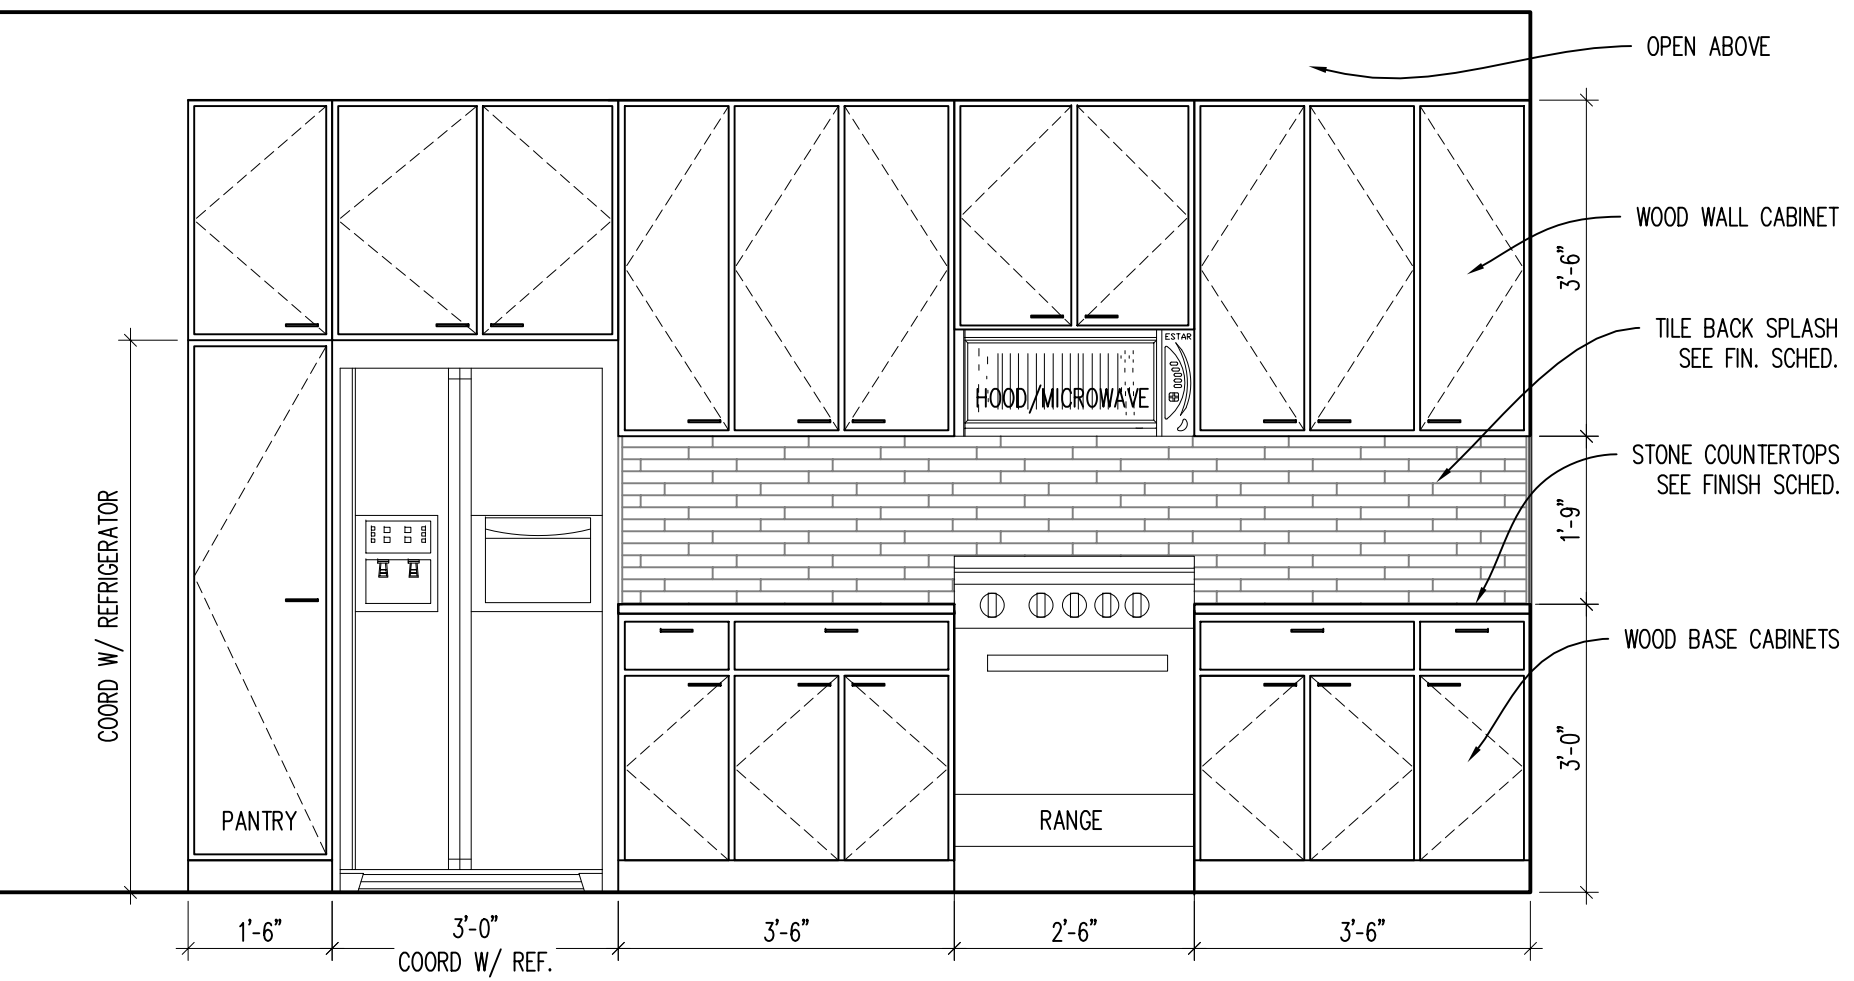 OPEN ABOVE
WOOD WALL CABINET
3'-6"
TILE BACK SPLASH
SEE FIN. SCHED.
ESTAR
HOOD/MICROWAVE
STONE COUNTERTOPS
SEE FINISH SCHED.
1'-9"
COORD W/ REFRIGERATOR
WOOD BASE CABINETS
3'-0"
PANTRY
RANGE
1'-6"
3'-0"
COORD W/ REF.
3'-6"
2'-6"
3'-6"